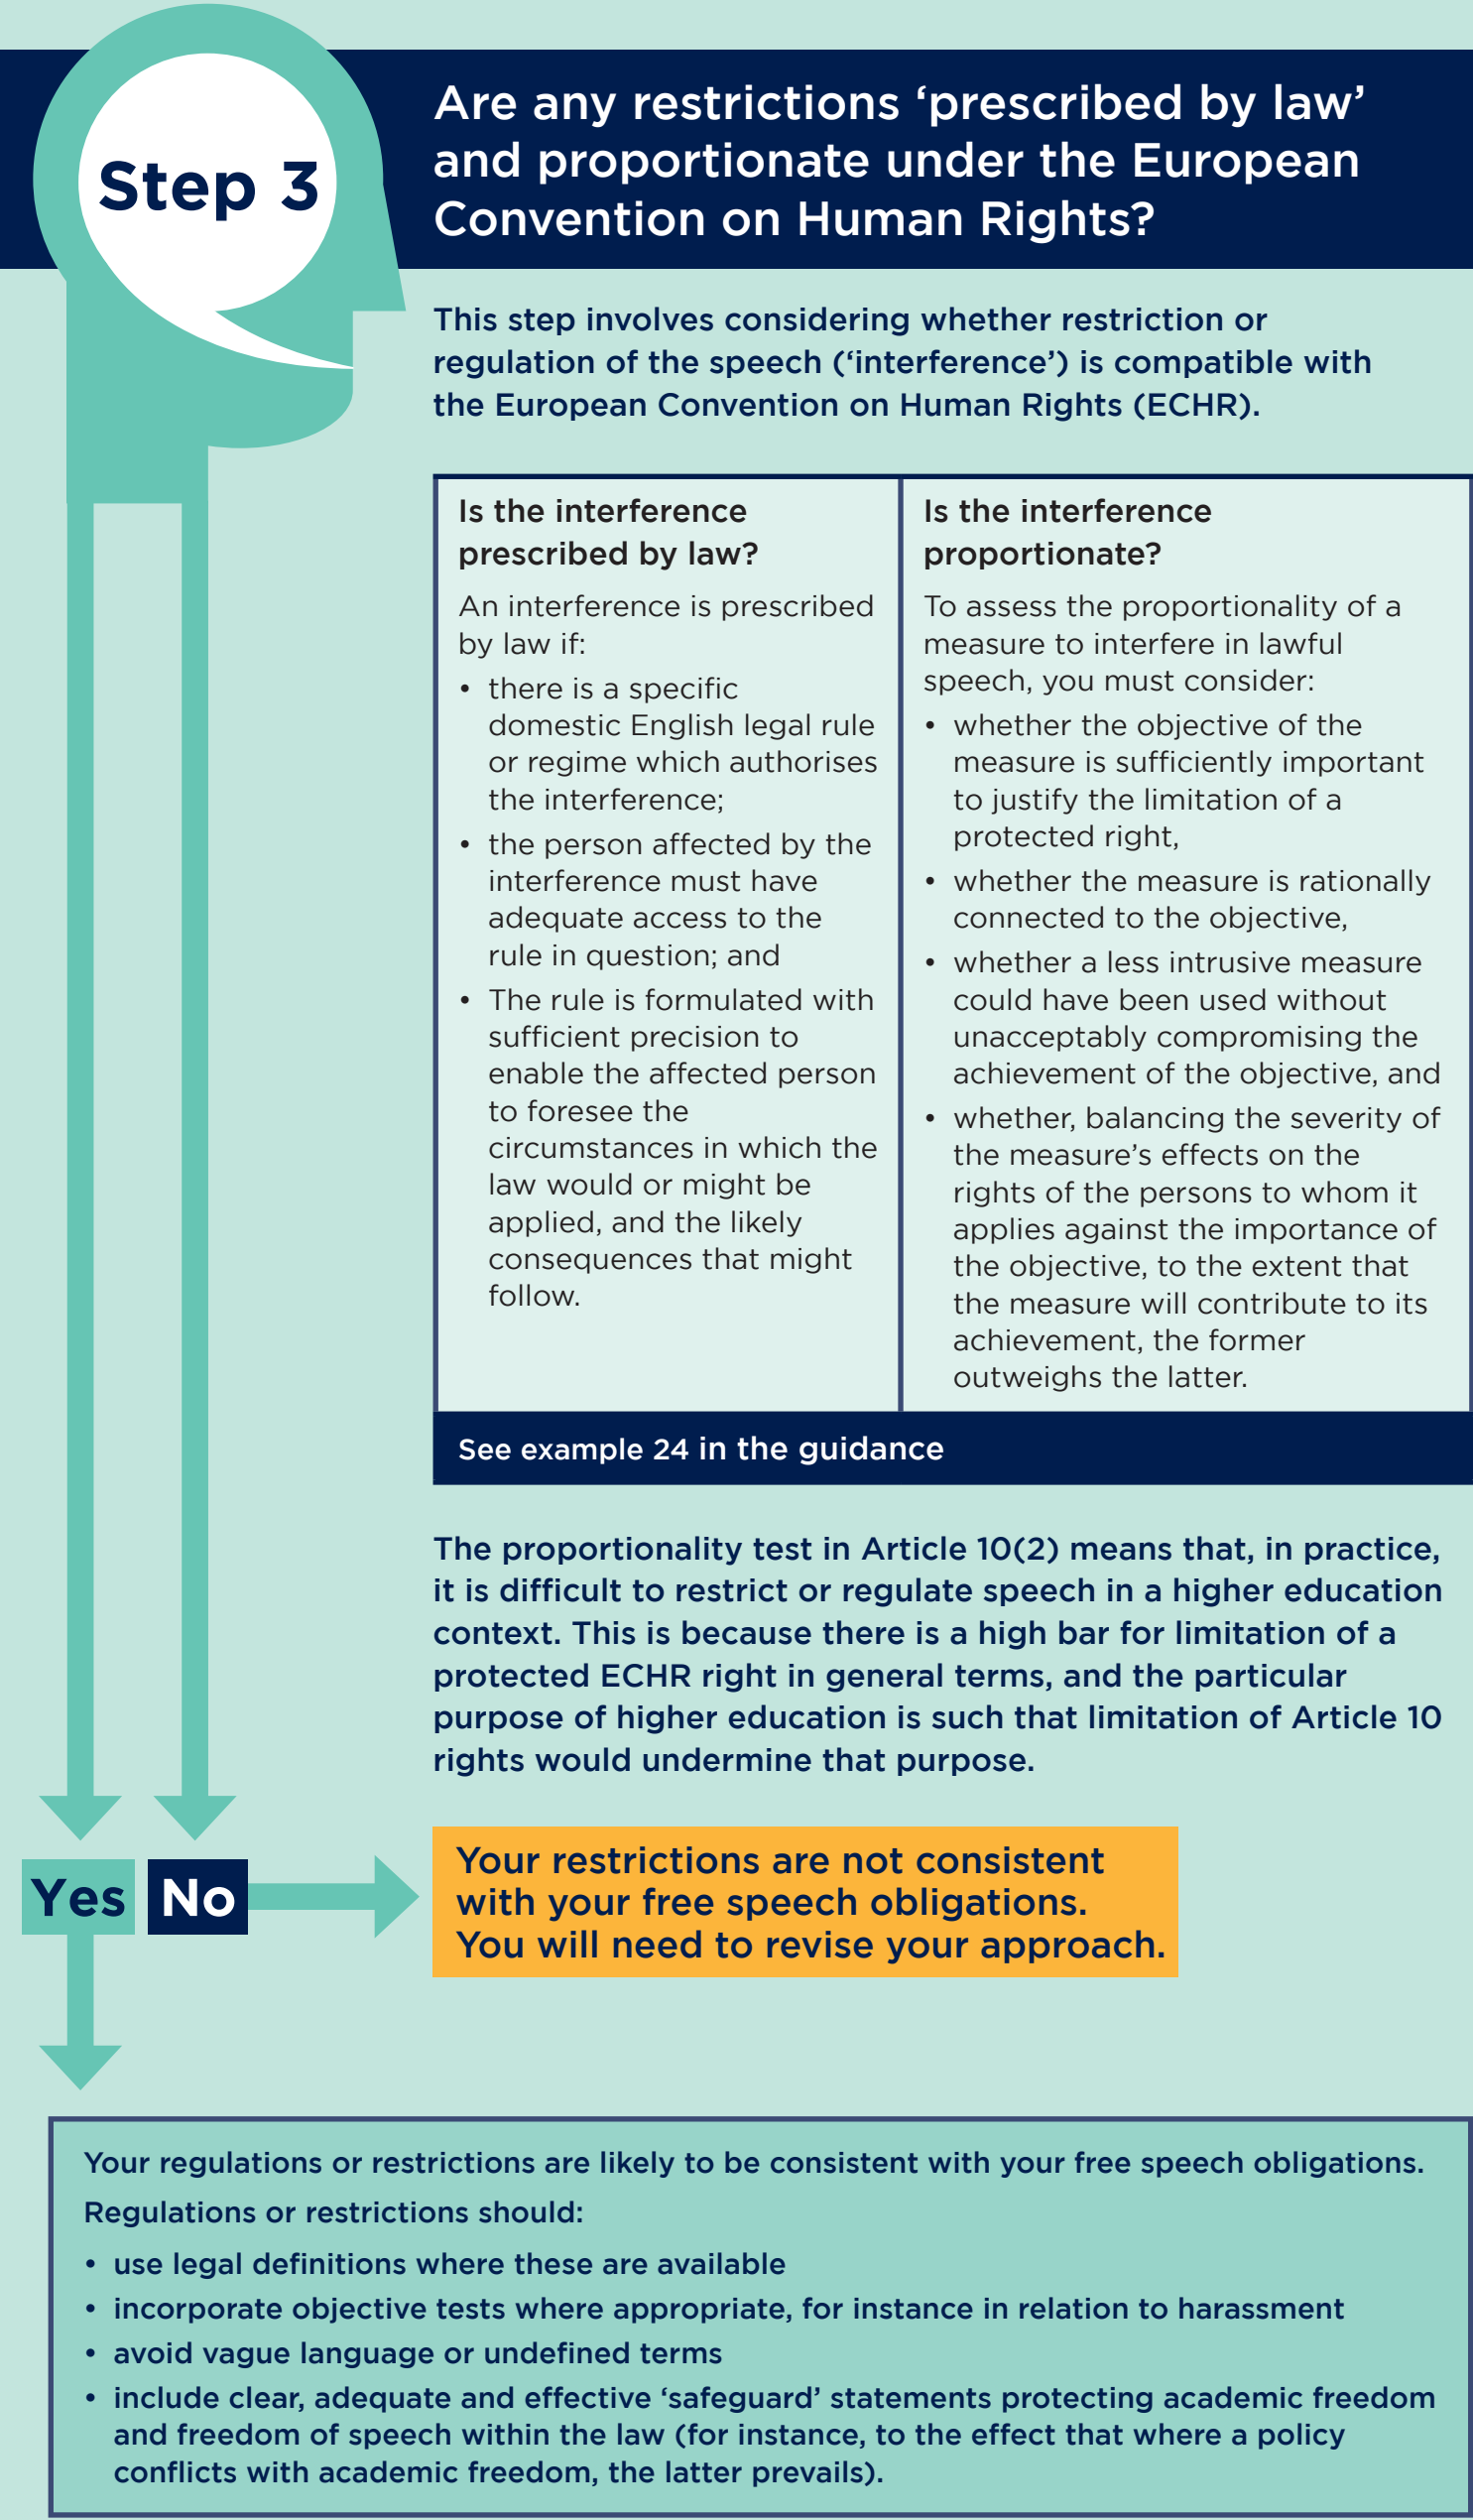 Step 3
Are any restrictions ‘prescribed by law’
and proportionate under the European
Convention on Human Rights?
This step involves considering whether restriction or
regulation of the speech (‘interference’) is compatible with
the European Convention on Human Rights (ECHR).
Is the interference
prescribed by law?
An interference is prescribed
by law if:
• there is a specific
domestic English legal rule
or regime which authorises
the interference;
• the person affected by the
interference must have
adequate access to the
rule in question; and
• The rule is formulated with
sufficient precision to
enable the affected person
to foresee the
circumstances in which the
law would or might be
applied, and the likely
consequences that might
follow.
Is the interference
proportionate?
To assess the proportionality of a
measure to interfere in lawful
speech, you must consider:
• whether the objective of the
measure is sufficiently important
to justify the limitation of a
protected right,
• whether the measure is rationally
connected to the objective,
• whether a less intrusive measure
could have been used without
unacceptably compromising the
achievement of the objective, and
• whether, balancing the severity of
the measure’s effects on the
rights of the persons to whom it
applies against the importance of
the objective, to the extent that
the measure will contribute to its
achievement, the former
outweighs the latter.
See example 24 in the guidance
The proportionality test in Article 10(2) means that, in practice,
it is difficult to restrict or regulate speech in a higher education
context. This is because there is a high bar for limitation of a
protected ECHR right in general terms, and the particular
purpose of higher education is such that limitation of Article 10
rights would undermine that purpose.
Yes No
Your restrictions are not consistent
with your free speech obligations.
You will need to revise your approach.
Your regulations or restrictions are likely to be consistent with your free speech obligations.
Regulations or restrictions should:
• use legal definitions where these are available
• incorporate objective tests where appropriate, for instance in relation to harassment
• avoid vague language or undefined terms
• include clear, adequate and effective ‘safeguard’ statements protecting academic freedom
and freedom of speech within the law (for instance, to the effect that where a policy
conflicts with academic freedom, the latter prevails).